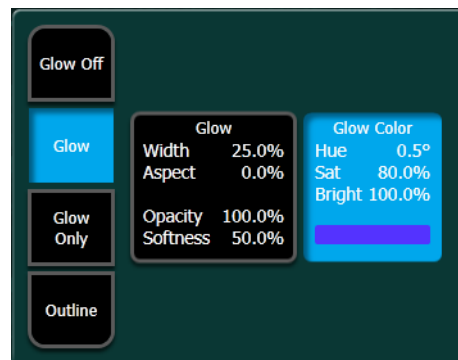 Glow Off
Glow
Glow
Only
Outline
Glow
Width 25.0%
Aspect 0.0%
Opacity 100.0%
Softness 50.0%
Glow Color
Hue 0.5°
Sat 80.0%
Bright 100.0%